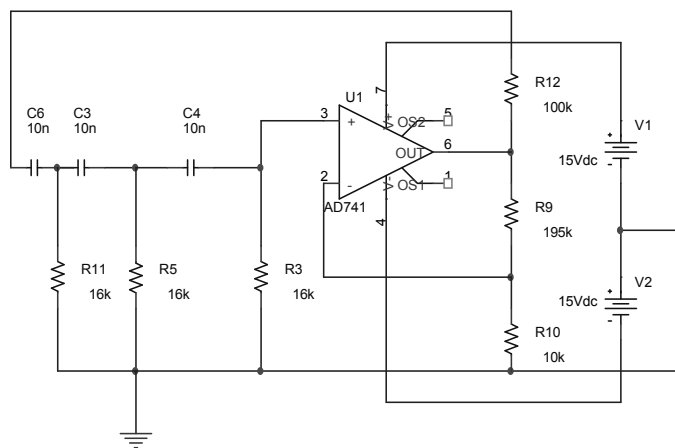 C6
10n
C3
10n
C4
10n
R11
16k
R5
16k
R3
16k
U1
AD741
3
+
2
-
7
V+
OS2
5
OUT
6
OS1
1
V-
4
R12
100k
R9
195k
R10
10k
V1
+
15Vdc
-
V2
+
15Vdc
-